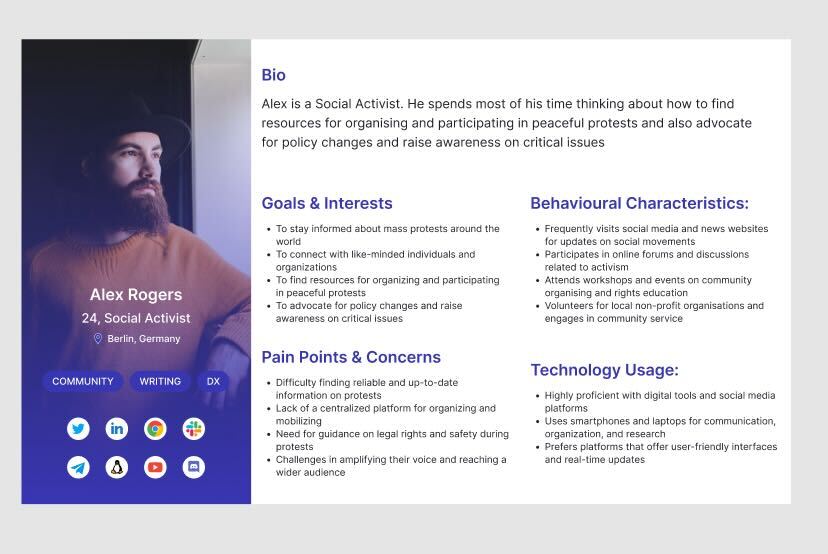 Bio
Alex is a Social Activist. He spends most of his time thinking about how to find
resources for organising and participating in peaceful protests and also advocate
for policy changes and raise awareness on critical issues
Goals & Interests
• To stay informed about mass protests around the
world
• To connect with like-minded individuals and
organizations
• To find resources for organizing and participating
in peaceful protests
• To advocate for policy changes and raise
awareness on critical issues
Behavioural Characteristics:
• Frequently visits social media and news websites
for updates on social movements
• Participates in online forums and discussions
related to activism
• Attends workshops and events on community
organising and rights education
• Volunteers for local non-profit organisations and
engages in community service
Pain Points & Concerns
• Difficulty finding reliable and up-to-date
information on protests
• Lack of a centralized platform for organizing and
mobilizing
• Need for guidance on legal rights and safety during
protests
• Challenges in amplifying their voice and reaching a
wider audience
Technology Usage:
• Highly proficient with digital tools and social media
platforms
• Uses smartphones and laptops for communication,
organization, and research
• Prefers platforms that offer user-friendly interfaces
and real-time updates
Alex Rogers
24, Social Activist
Berlin, Germany
COMMUNITY WRITING DX
in